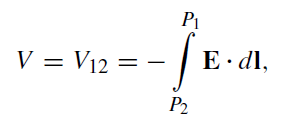 V = V₁₂ = − ∫_{P₂}^{P₁} E · dl,